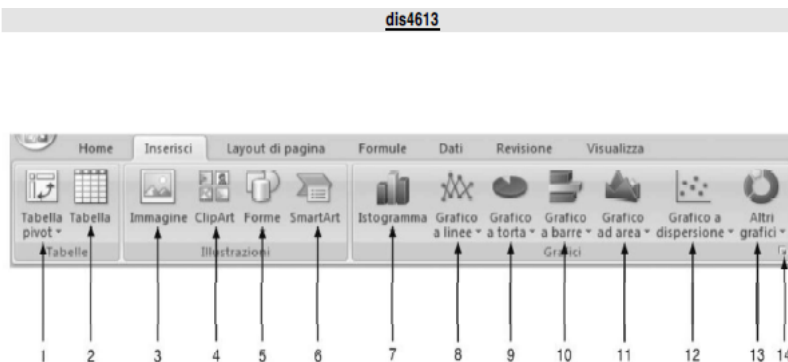 dis4613
Home Inserisci Layout di pagina Formule Dati Revisione Visualizza
Tabella pivot Tabella Immagine ClipArt Forme SmartArt Istogramma Grafico a linee Grafico a torta Grafico a barre Grafico ad area Grafico a dispersione Altri grafici
Tabelle Illustrazioni Grafici
1 2 3 4 5 6 7 8 9 10 11 12 13 14